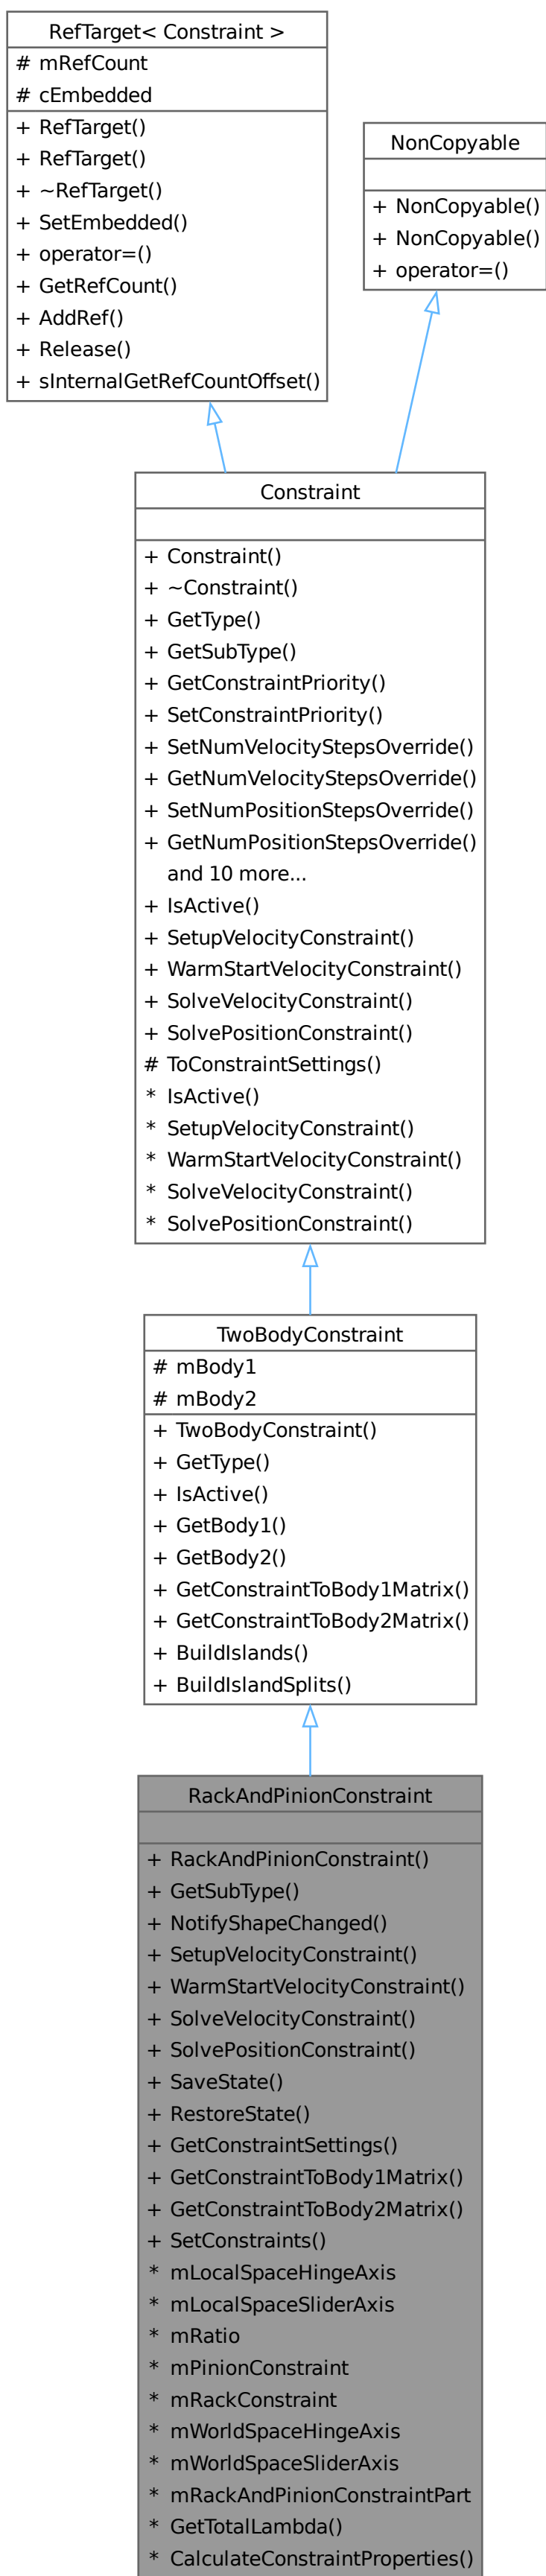 RefTarget< Constraint >
# mRefCount
# cEmbedded
+ RefTarget()
+ RefTarget()
+ ~RefTarget()
+ SetEmbedded()
+ operator=()
+ GetRefCount()
+ AddRef()
+ Release()
+ sInternalGetRefCountOffset()
NonCopyable
+ NonCopyable()
+ NonCopyable()
+ operator=()
Constraint
+ Constraint()
+ ~Constraint()
+ GetType()
+ GetSubType()
+ GetConstraintPriority()
+ SetConstraintPriority()
+ SetNumVelocityStepsOverride()
+ GetNumVelocityStepsOverride()
+ SetNumPositionStepsOverride()
+ GetNumPositionStepsOverride()
and 10 more...
+ IsActive()
+ SetupVelocityConstraint()
+ WarmStartVelocityConstraint()
+ SolveVelocityConstraint()
+ SolvePositionConstraint()
# ToConstraintSettings()
* IsActive()
* SetupVelocityConstraint()
* WarmStartVelocityConstraint()
* SolveVelocityConstraint()
* SolvePositionConstraint()
TwoBodyConstraint
# mBody1
# mBody2
+ TwoBodyConstraint()
+ GetType()
+ IsActive()
+ GetBody1()
+ GetBody2()
+ GetConstraintToBody1Matrix()
+ GetConstraintToBody2Matrix()
+ BuildIslands()
+ BuildIslandSplits()
RackAndPinionConstraint
+ RackAndPinionConstraint()
+ GetSubType()
+ NotifyShapeChanged()
+ SetupVelocityConstraint()
+ WarmStartVelocityConstraint()
+ SolveVelocityConstraint()
+ SolvePositionConstraint()
+ SaveState()
+ RestoreState()
+ GetConstraintSettings()
+ GetConstraintToBody1Matrix()
+ GetConstraintToBody2Matrix()
+ SetConstraints()
* mLocalSpaceHingeAxis
* mLocalSpaceSliderAxis
* mRatio
* mPinionConstraint
* mRackConstraint
* mWorldSpaceHingeAxis
* mWorldSpaceSliderAxis
* mRackAndPinionConstraintPart
* GetTotalLambda()
* CalculateConstraintProperties()